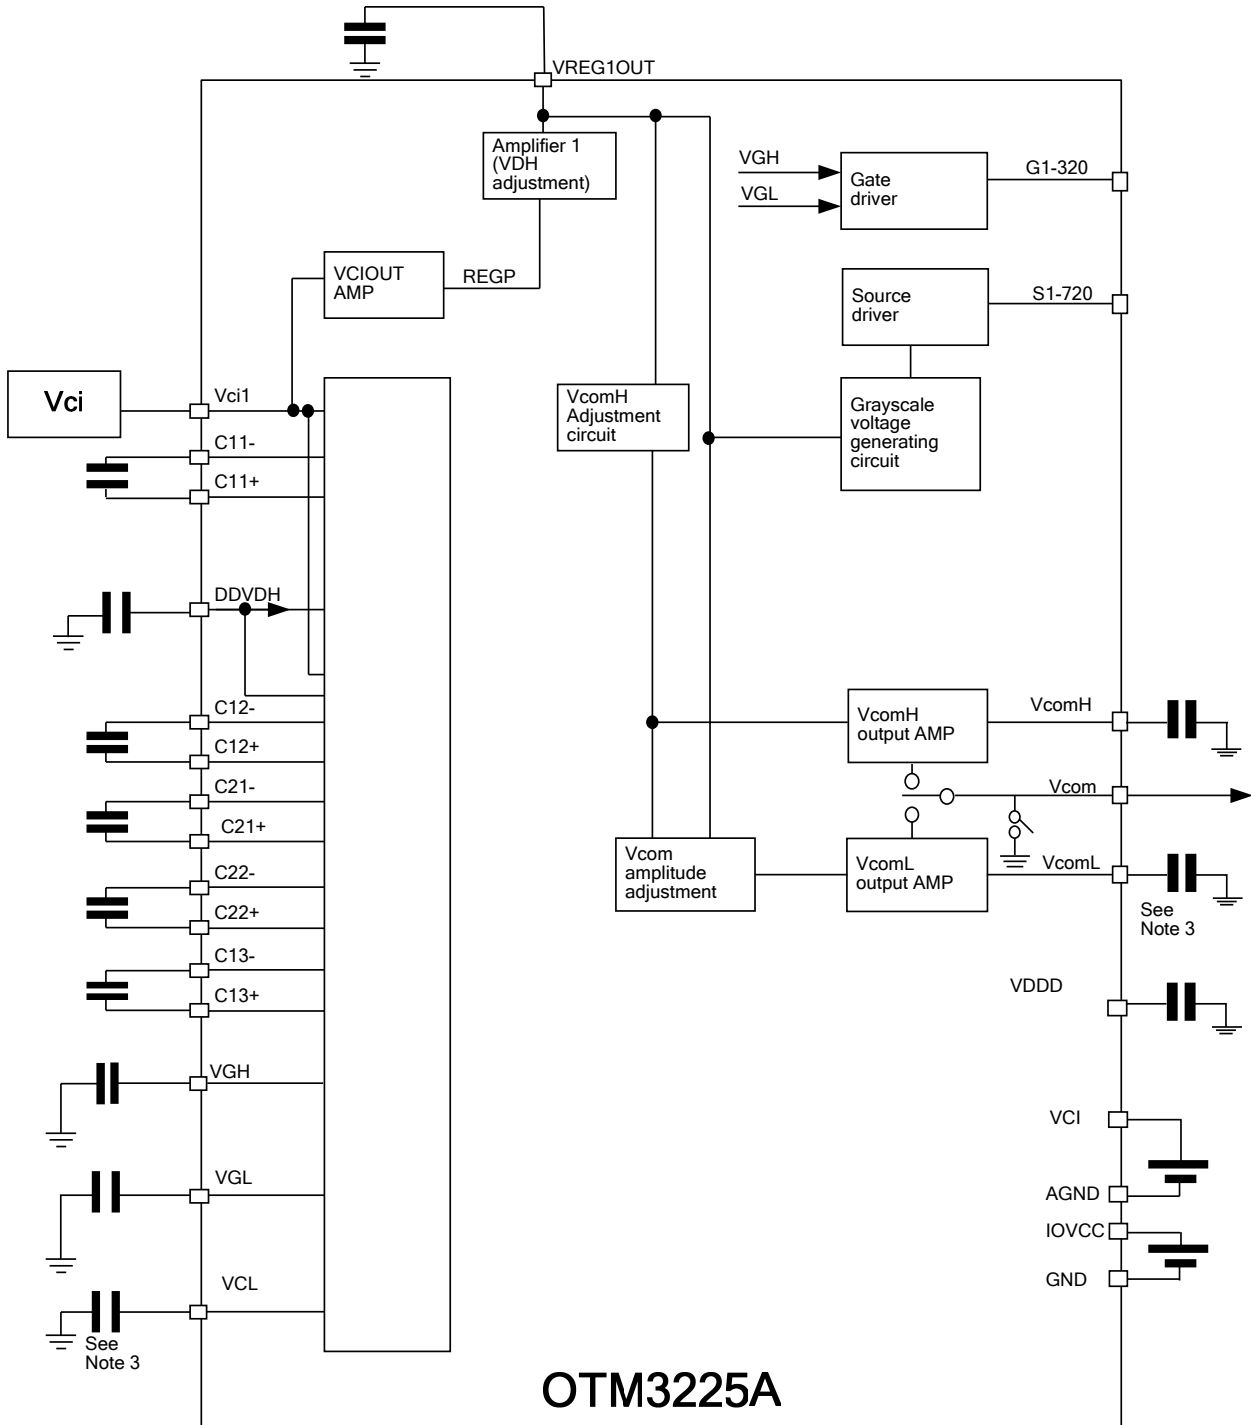 VREG1OUT
Amplifier 1
(VDH
adjustment)
VGH
VGL
Gate
driver
G1-320
VCIOUT
AMP
REGP
Source
driver
S1-720
Vci
Vci1
C11-
C11+
VcomH
Adjustment
circuit
Grayscale
voltage
generating
circuit
DDVDH
C12-
C12+
C21-
C21+
C22-
C22+
C13-
C13+
VGH
VGL
VCL
See
Note 3
VcomH
output AMP
VcomH
Vcom
Vcom
amplitude
adjustment
VcomL
output AMP
VcomL
See
Note 3
VDDD
VCI
AGND
IOVCC
GND
OTM3225A